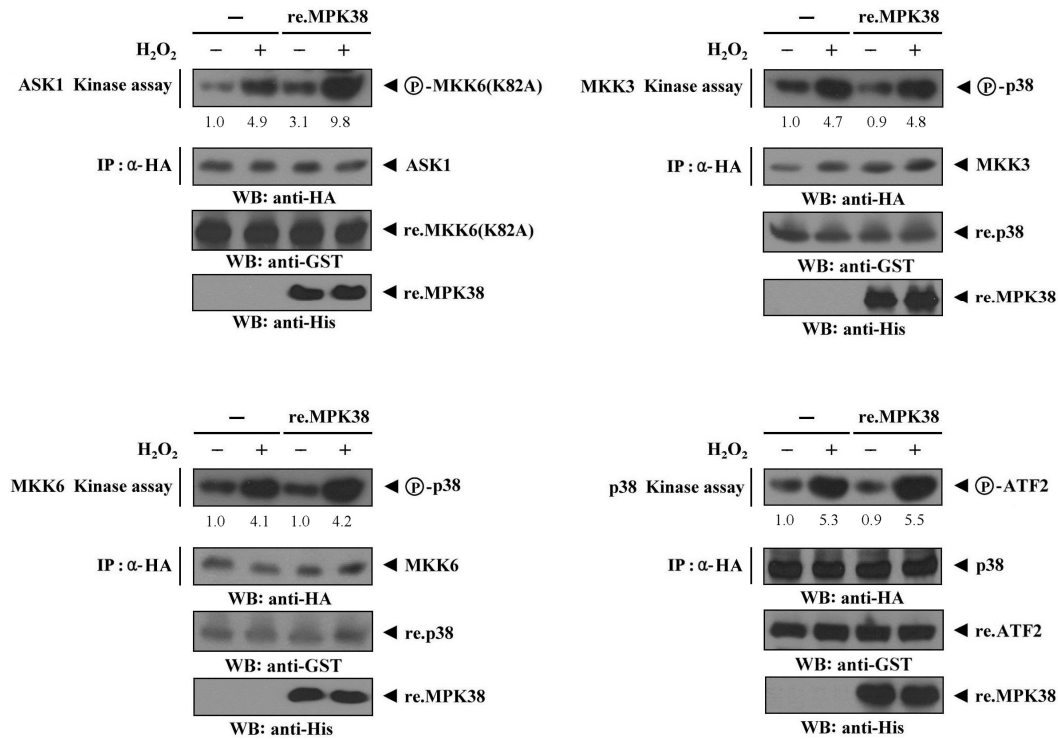 — re.MPK38
H₂O₂ − + − +
ASK1 Kinase assay ◄ Ⓟ-MKK6(K82A)
1.0 4.9 3.1 9.8
IP : α-HA ◄ ASK1
WB: anti-HA
◄ re.MKK6(K82A)
WB: anti-GST
◄ re.MPK38
WB: anti-His
— re.MPK38
H₂O₂ − + − +
MKK3 Kinase assay ◄ Ⓟ-p38
1.0 4.7 0.9 4.8
IP : α-HA ◄ MKK3
WB: anti-HA
◄ re.p38
WB: anti-GST
◄ re.MPK38
WB: anti-His
— re.MPK38
H₂O₂ − + − +
MKK6 Kinase assay ◄ Ⓟ-p38
1.0 4.1 1.0 4.2
IP : α-HA ◄ MKK6
WB: anti-HA
◄ re.p38
WB: anti-GST
◄ re.MPK38
WB: anti-His
— re.MPK38
H₂O₂ − + − +
p38 Kinase assay ◄ Ⓟ-ATF2
1.0 5.3 0.9 5.5
IP : α-HA ◄ p38
WB: anti-HA
◄ re.ATF2
WB: anti-GST
◄ re.MPK38
WB: anti-His